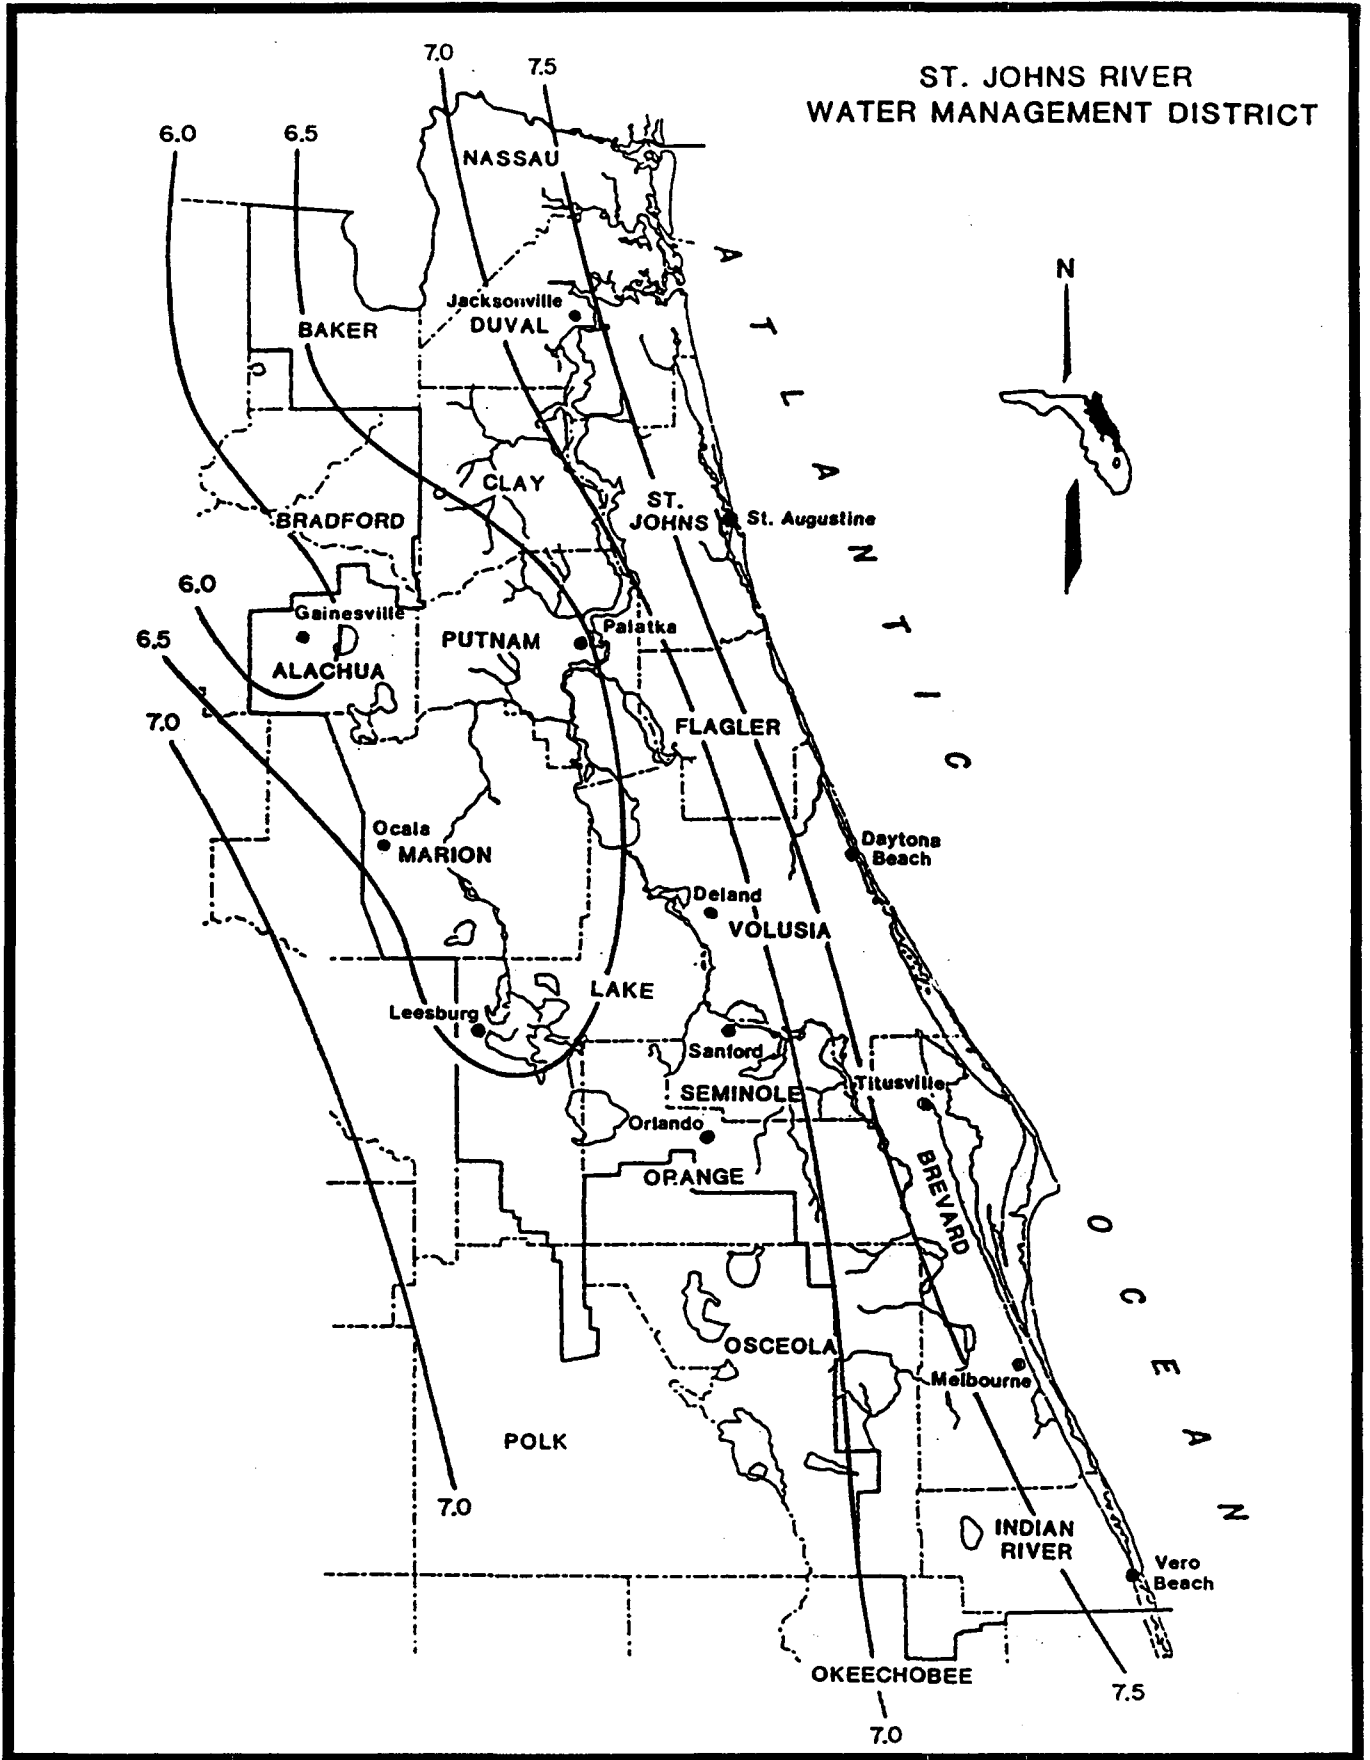 ST. JOHNS RIVER
WATER MANAGEMENT DISTRICT
7.0
7.5
6.0
6.5
NASSAU
N
Jacksonville
DUVAL
BAKER
CLAY
ST.
JOHNS
St. Augustine
BRADFORD
6.0
Gainesville
6.5
PUTNAM
Palatka
ALACHUA
7.0
FLAGLER
Ocala
MARION
Daytona
Beach
Deland
VOLUSIA
LAKE
Leesburg
Sanford
SEMINOLE
Titusville
Orlando
ORANGE
BREVARD
OSCEOLA
Melbourne
POLK
7.0
INDIAN
RIVER
Vero
Beach
OKEECHOBEE
7.5
7.0
ATLANTIC OCEAN